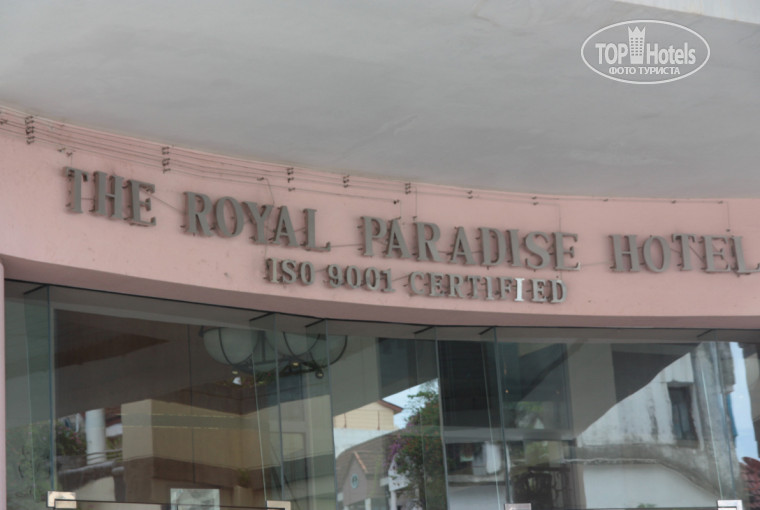 TOP Hotels
ФОТО ТУРИСТА
THE ROYAL PARADISE HOTEL
ISO 9001 CERTIFIED